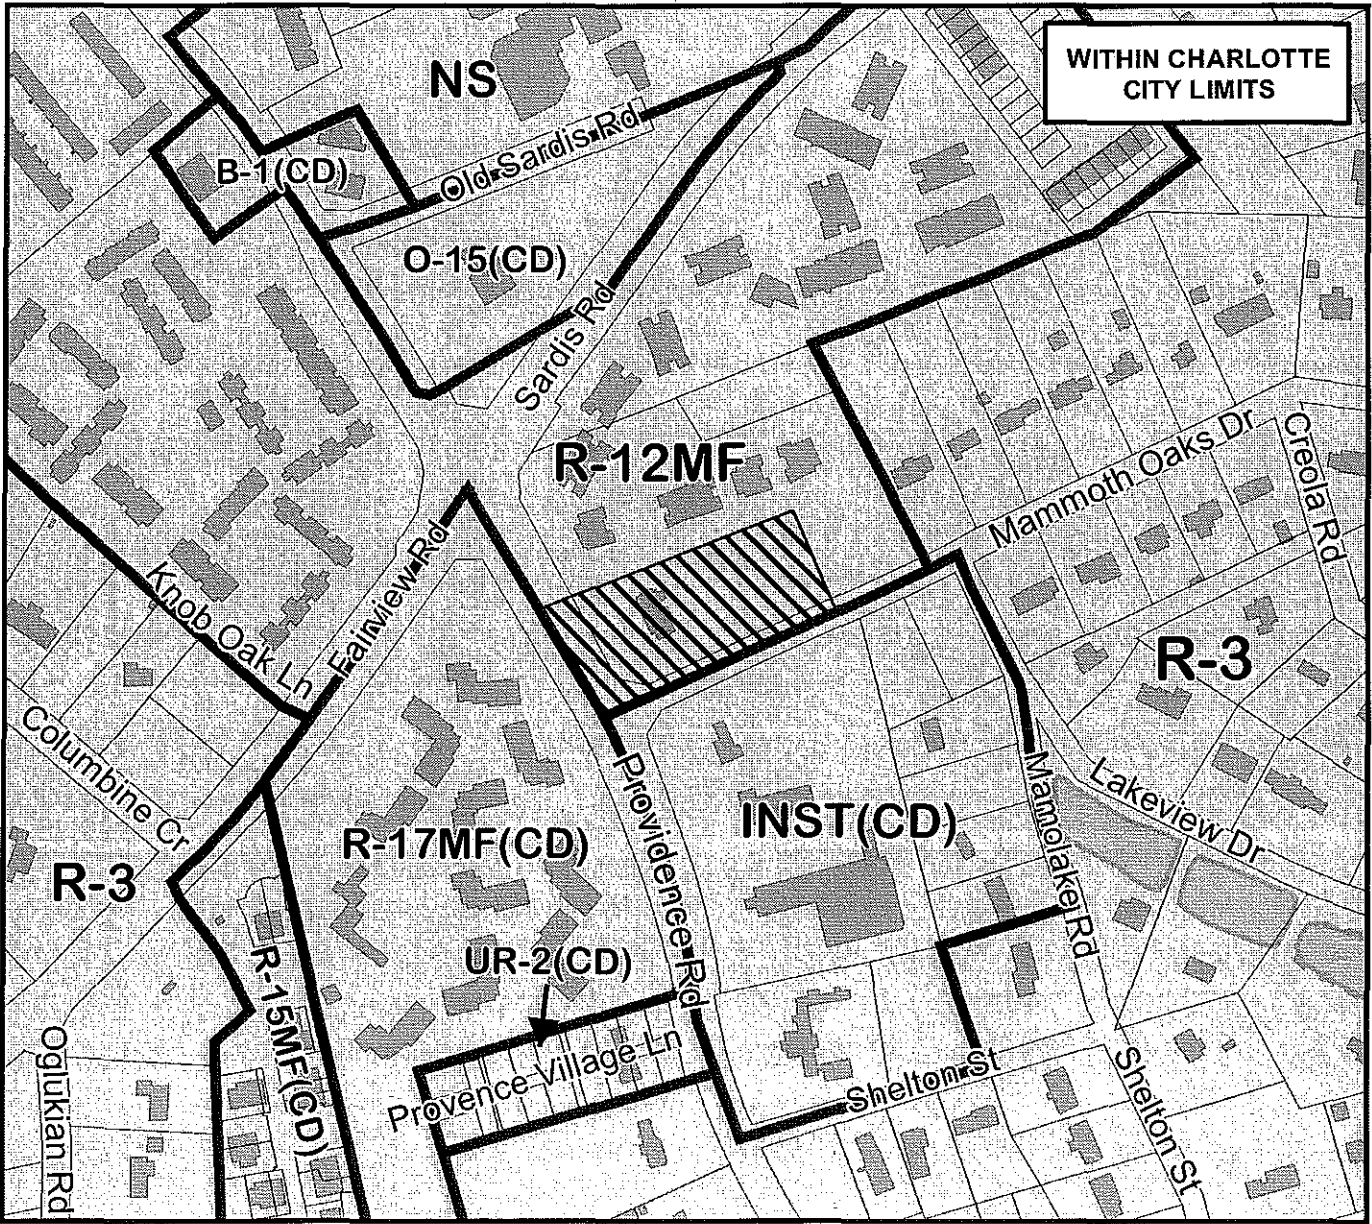 WITHIN CHARLOTTE
CITY LIMITS
NS
B-1(CD)
Old Sardis Rd
O-15(CD)
Sardis Rd
R-12MF
Mammoth Oaks Dr
Creola Rd
Fairview Rd
Knob Oak Ln
R-3
Columbine Cr
Providence Rd
Mamolake Rd
Lakeview Dr
INST(CD)
R-17MF(CD)
R-3
UR-2(CD)
R-15MF(CD)
Provence Village Ln
Shelton St
Oglukian Rd
Shelton St